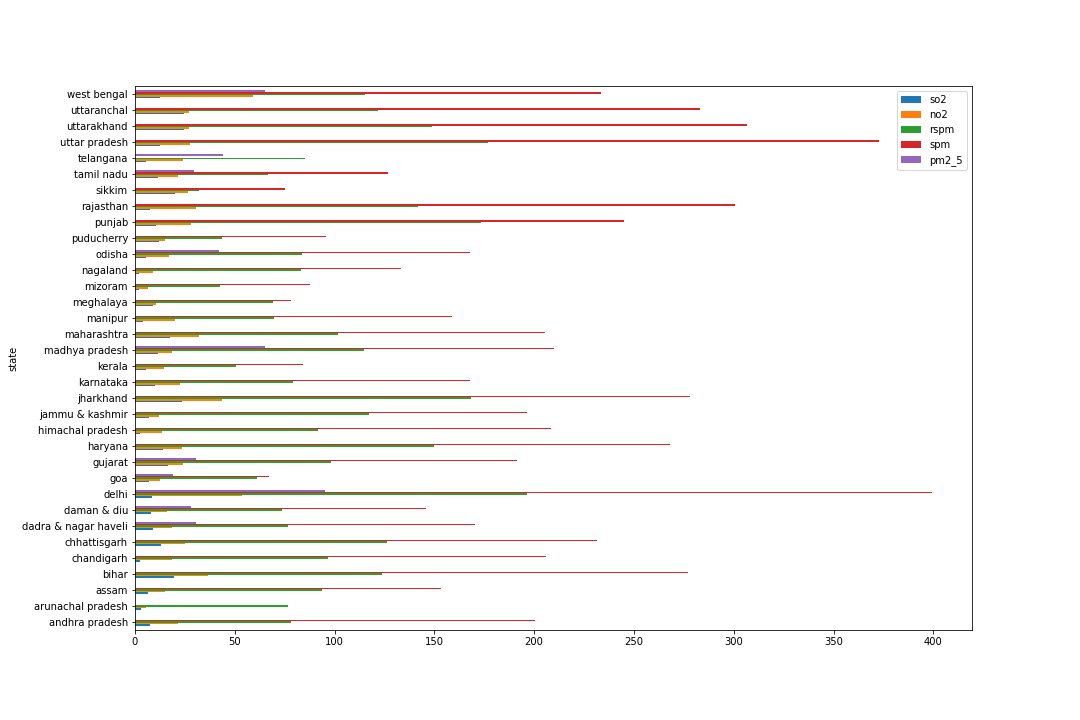 west bengal
uttaranchal
uttarakhand
uttar pradesh
telangana
tamil nadu
sikkim
rajasthan
punjab
puducherry
odisha
nagaland
mizoram
meghalaya
manipur
maharashtra
madhya pradesh
kerala
karnataka
jharkhand
jammu & kashmir
himachal pradesh
haryana
gujarat
goa
delhi
daman & diu
dadra & nagar haveli
chhattisgarh
chandigarh
bihar
assam
arunachal pradesh
andhra pradesh
state
0 50 100 150 200 250 300 350 400
so2
no2
rspm
spm
pm2_5